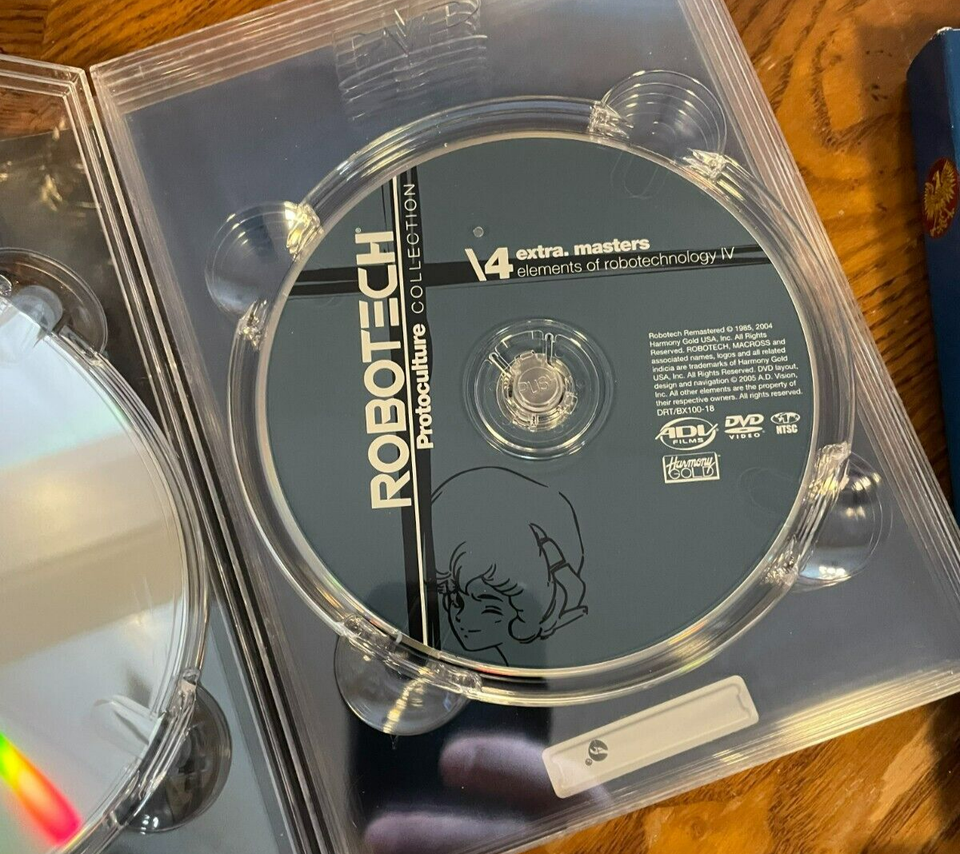 ROBOTECH®
Protoculture COLLECTION
\4 extra. masters
elements of robotechnology IV
PUSH
Robotech Remastered © 1985, 2004
Harmony Gold USA, Inc. All Rights
Reserved. ROBOTECH, MACROSS and
associated names, logos and all related
indicia are trademarks of Harmony Gold
USA, Inc. All Rights Reserved. DVD layout,
design and navigation © 2005 A.D. Vision,
Inc. All other elements are the property of
their respective owners. All rights reserved.
DRT/BX100-18
ADV
FILMS
DVD
VIDEO
NTSC
Harmony
GOLD